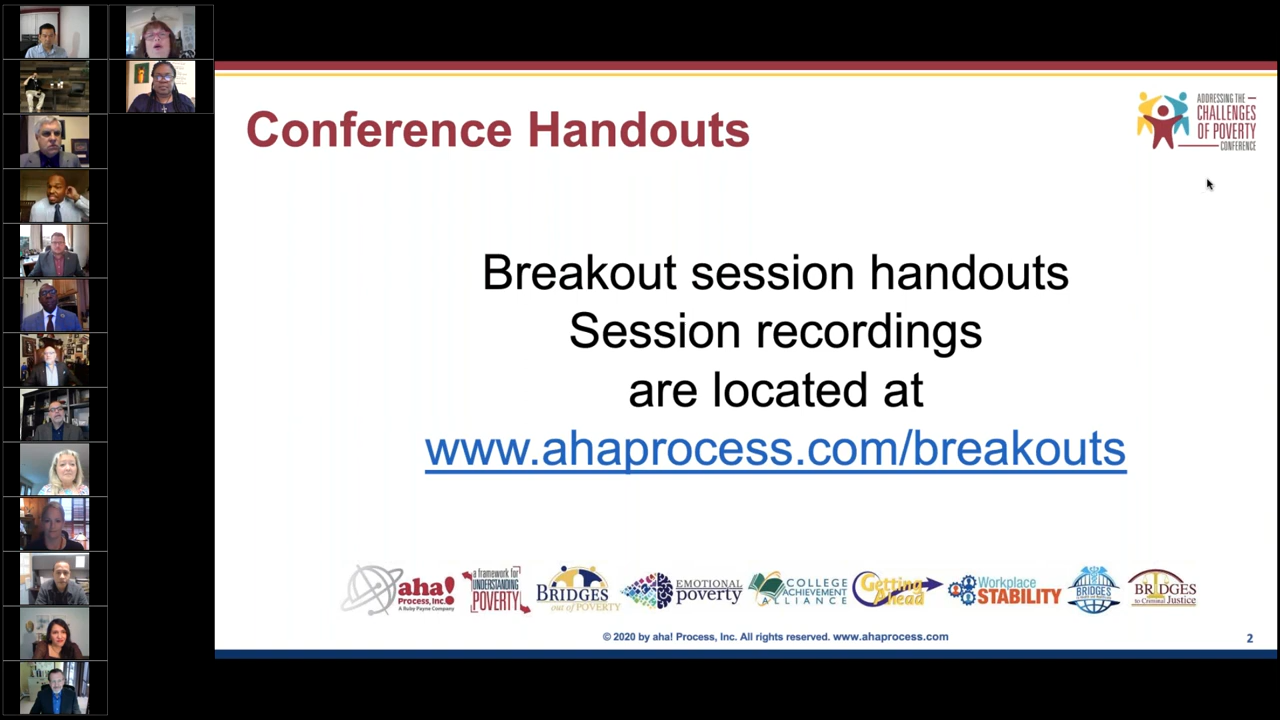 Conference Handouts
ADDRESSING THE
CHALLENGES
OF POVERTY
CONFERENCE
Breakout session handouts
Session recordings
are located at
www.ahaprocess.com/breakouts
aha!
Process, Inc.
A Ruby Payne Company
a framework for
UNDERSTANDING
POVERTY
BRIDGES
out of POVERTY
EMOTIONAL
poverty
COLLEGE
ACHIEVEMENT
ALLIANCE
Getting
Ahead
Workplace
STABILITY
BRIDGES
BRIDGES
to Criminal Justice
© 2020 by aha! Process, Inc. All rights reserved. www.ahaprocess.com
2